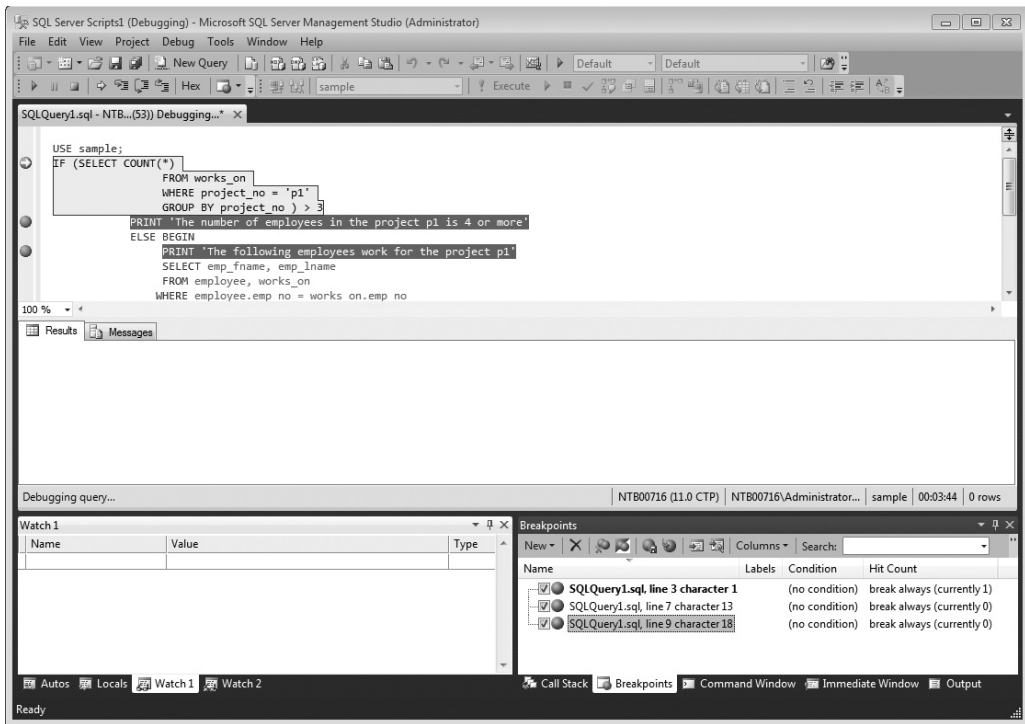 SQL Server Scripts1 (Debugging) - Microsoft SQL Server Management Studio (Administrator)
File Edit View Project Debug Tools Window Help
New Query Default Default
Hex sample Execute
SQLQuery1.sql - NTB...(53)) Debugging...*
USE sample;
IF (SELECT COUNT(*)
FROM works_on
WHERE project_no = 'p1'
GROUP BY project_no ) > 3
PRINT 'The number of employees in the project p1 is 4 or more'
ELSE BEGIN
PRINT 'The following employees work for the project p1'
SELECT emp_fname, emp_lname
FROM employee, works_on
WHERE employee.emp_no = works_on.emp_no
100 %
Results Messages
Debugging query... NTB00716 (11.0 CTP) NTB00716\Administrator... sample 00:03:44 0 rows
Watch 1
Name Value Type
Autos Locals Watch 1 Watch 2
Breakpoints
New Columns Search:
Name Labels Condition Hit Count
SQLQuery1.sql, line 3 character 1 (no condition) break always (currently 1)
SQLQuery1.sql, line 7 character 13 (no condition) break always (currently 0)
SQLQuery1.sql, line 9 character 18 (no condition) break always (currently 0)
Call Stack Breakpoints Command Window Immediate Window Output
Ready